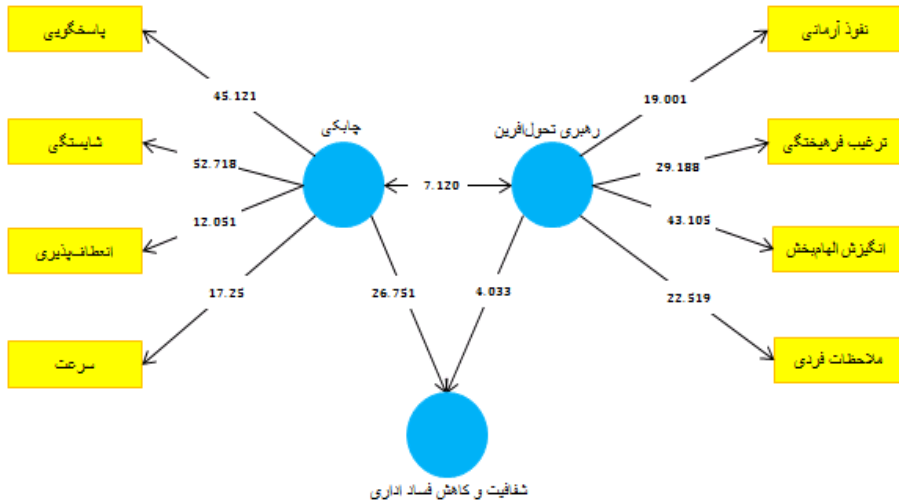 پاسخگویی
نفوذ آرمانی
45.121
19.001
چابکی
رهبری تحول‌آفرین
شایستگی
ترغیب فرهیختگی
52.718
29.188
7.120
12.051
43.105
انعطاف‌پذیری
انگیزش الهام‌بخش
17.25
26.751
4.033
22.519
سرعت
ملاحظات فردی
شفافیت و کاهش فساد اداری